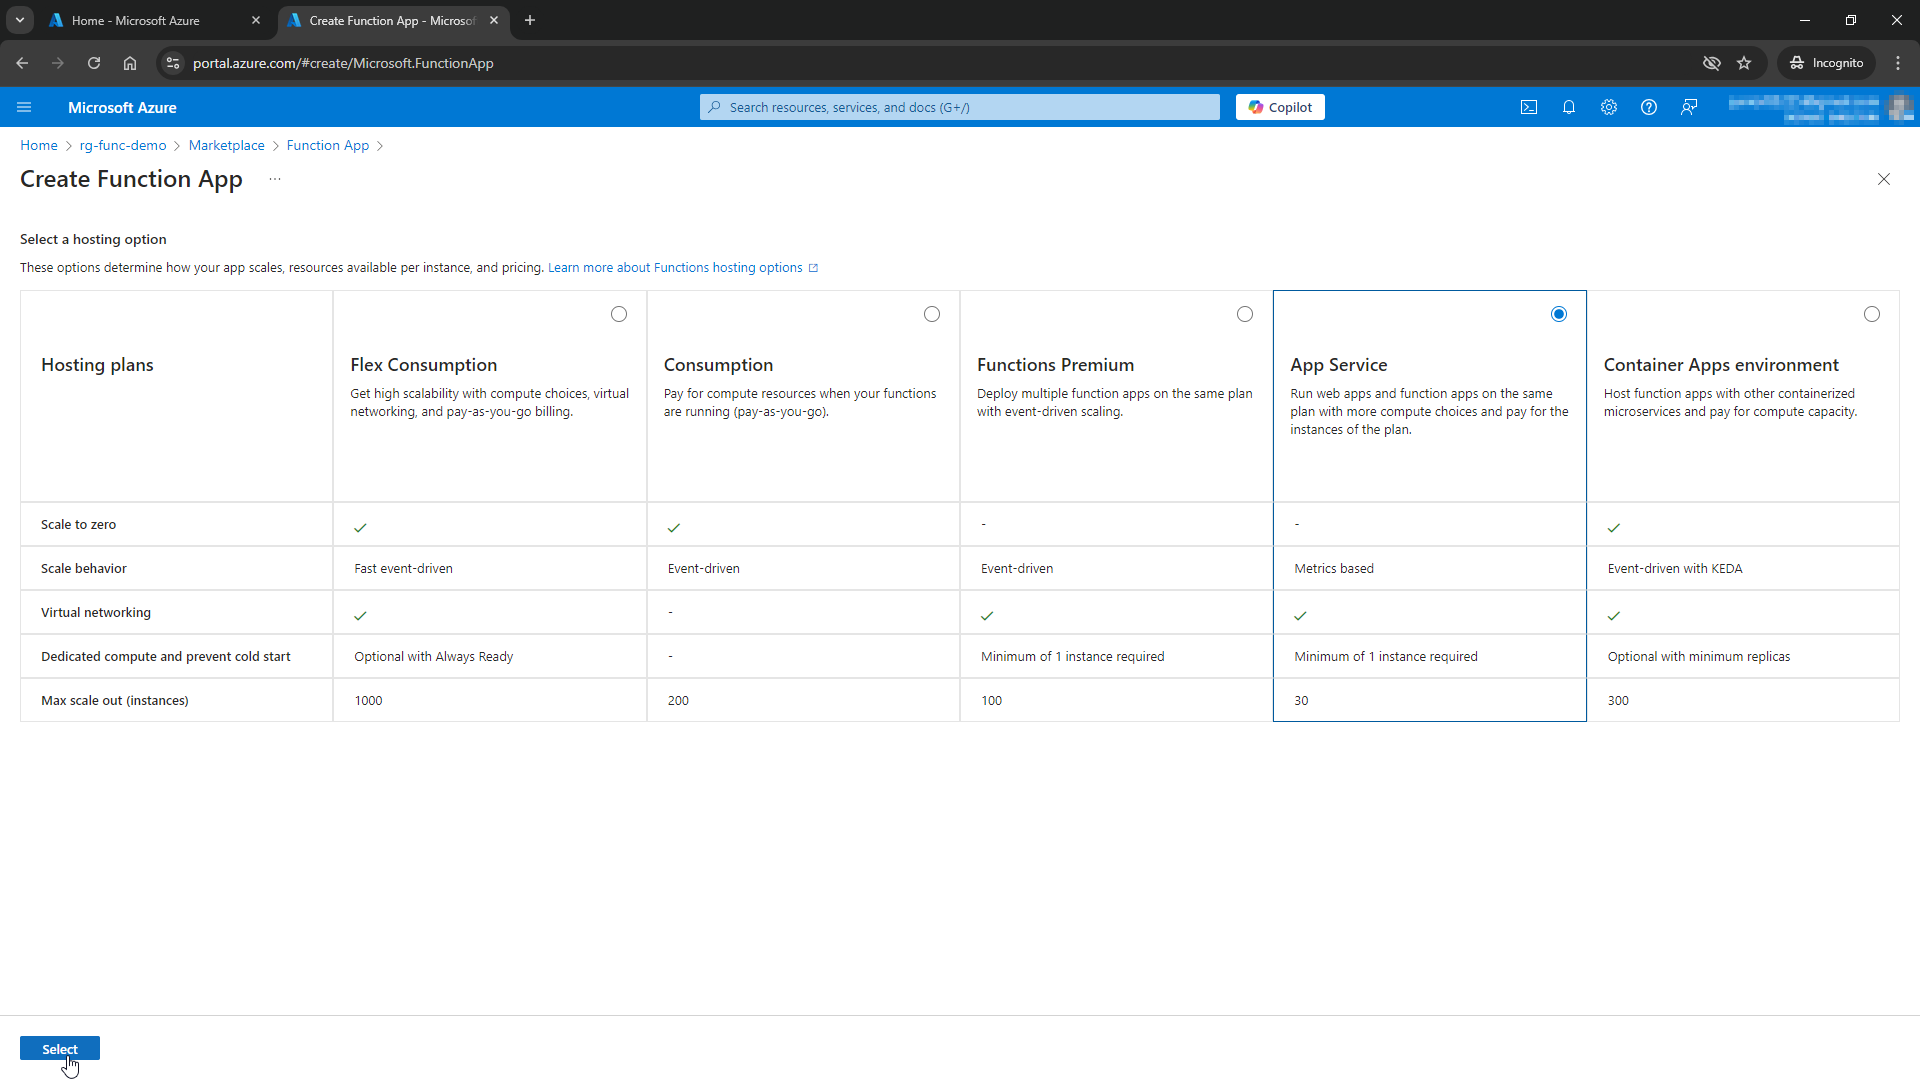 Home - Microsoft Azure
Create Function App - Microsof
portal.azure.com/#create/Microsoft.FunctionApp
Incognito
Microsoft Azure
Search resources, services, and docs (G+/)
Copilot
Home > rg-func-demo > Marketplace > Function App >
Create Function App ...
Select a hosting option
These options determine how your app scales, resources available per instance, and pricing. Learn more about Functions hosting options
Hosting plans
Flex Consumption
Get high scalability with compute choices, virtual
networking, and pay-as-you-go billing.
Consumption
Pay for compute resources when your functions
are running (pay-as-you-go).
Functions Premium
Deploy multiple function apps on the same plan
with event-driven scaling.
App Service
Run web apps and function apps on the same
plan with more compute choices and pay for the
instances of the plan.
Container Apps environment
Host function apps with other containerized
microservices and pay for compute capacity.
Scale to zero - -
Scale behavior Fast event-driven Event-driven Event-driven Metrics based Event-driven with KEDA
Virtual networking -
Dedicated compute and prevent cold start Optional with Always Ready - Minimum of 1 instance required Minimum of 1 instance required Optional with minimum replicas
Max scale out (instances) 1000 200 100 30 300
Select